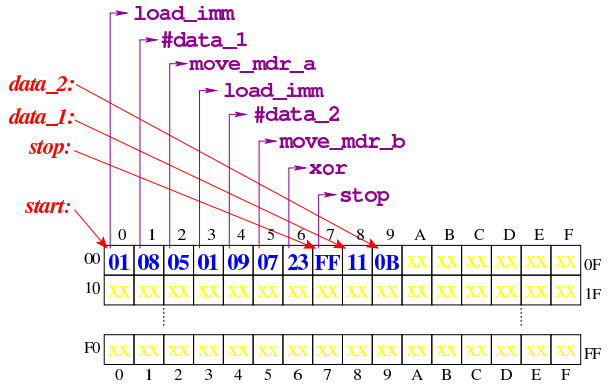 load_imm
#data_1
move_mdr_a
data_2:
load_imm
data_1:
#data_2
stop:
move_mdr_b
xor
stop
start:
0 1 2 3 4 5 6 7 8 9 A B C D E F
00 01 08 05 01 09 07 23 FF 11 0B xx xx xx xx xx xx 0F
10 xx xx xx xx xx xx xx xx xx xx xx xx xx xx xx xx 1F
F0 xx xx xx xx xx xx xx xx xx xx xx xx xx xx xx xx FF
0 1 2 3 4 5 6 7 8 9 A B C D E F